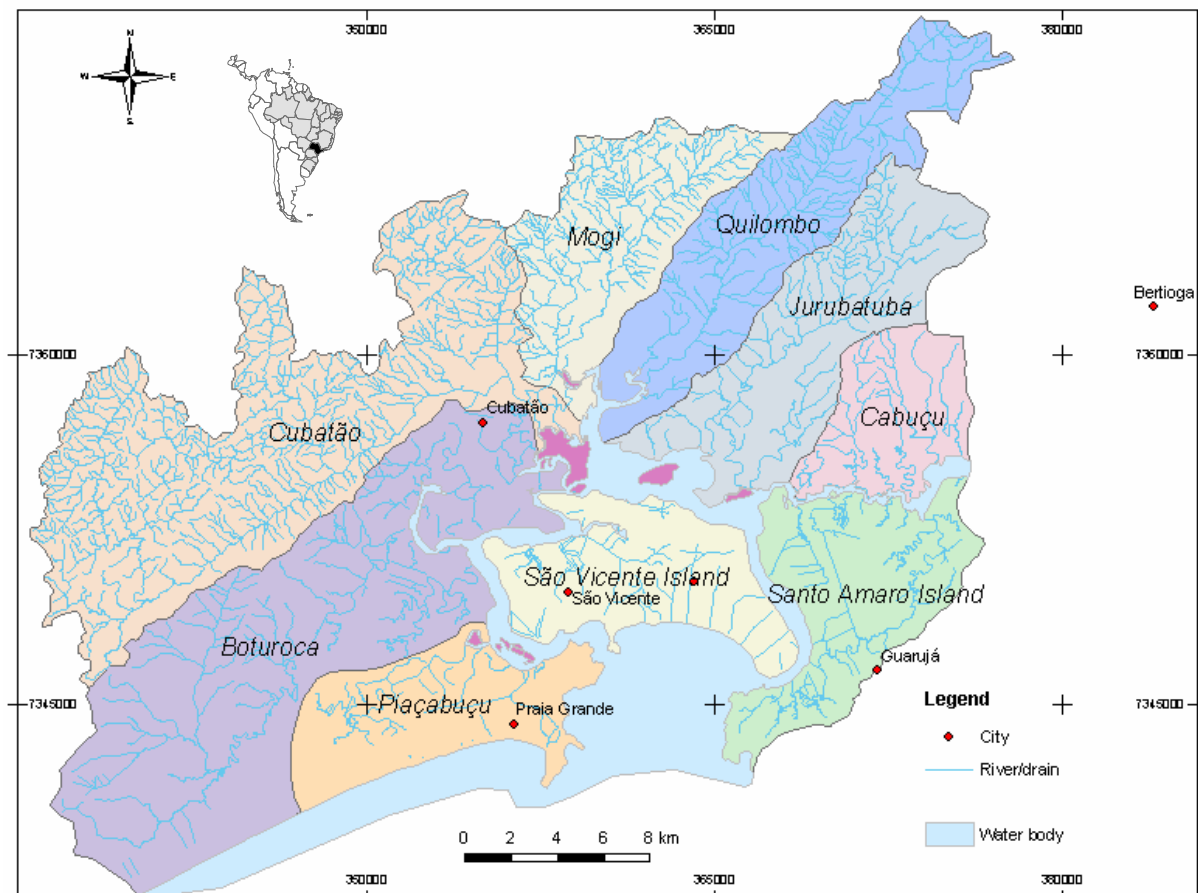 350000
365000
380000
N
W
E
S
Mogi
Quilombo
Jurubatuba
Bertioga
7360000
7360000
Cubatão
Cubatão
Cabuçu
São Vicente Island
São Vicente
Santo Amaro Island
Boturoca
Guarujá
Piaçabuçu
Praia Grande
7345000
7345000
Legend
City
River/drain
Water body
0 2 4 6 8 km
350000
365000
380000